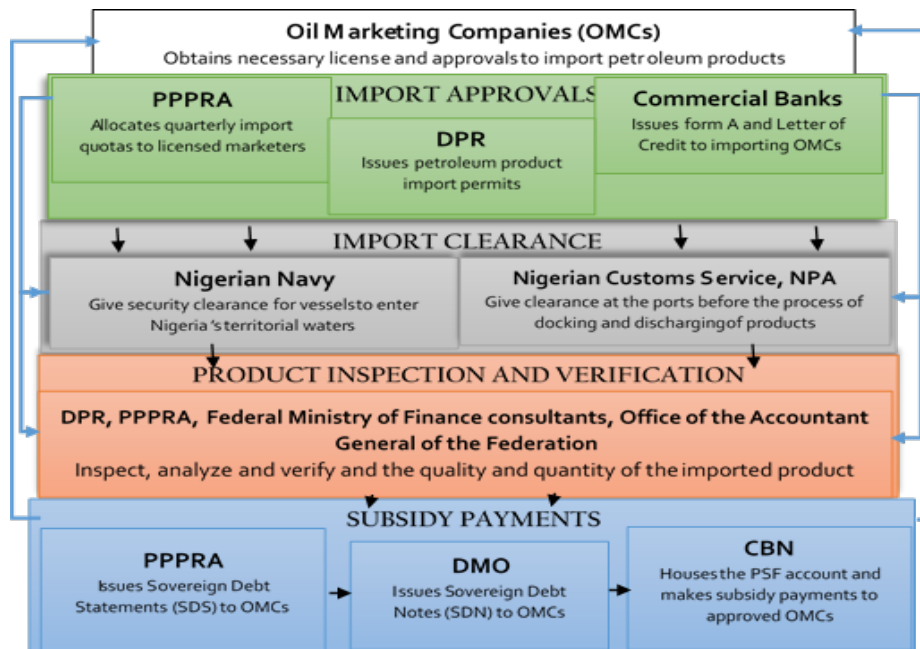 Oil Marketing Companies (OMCs)
Obtains necessary license and approvals to import petroleum products
IMPORT APPROVALS
PPPRA
Allocates quarterly import
quotas to licensed marketers
DPR
Issues petroleum product
import permits
Commercial Banks
Issues form A and Letter of
Credit to importing OMCs
IMPORT CLEARANCE
Nigerian Navy
Give security clearance for vessels to enter
Nigeria 's territorial waters
Nigerian Customs Service, NPA
Give clearance at the ports before the process of
docking and discharging of products
PRODUCT INSPECTION AND VERIFICATION
DPR, PPPRA, Federal Ministry of Finance consultants, Office of the Accountant
General of the Federation
Inspect, analyze and verify and the quality and quantity of the imported product
SUBSIDY PAYMENTS
PPPRA
Issues Sovereign Debt
Statements (SDS) to OMCs
DMO
Issues Sovereign Debt
Notes (SDN) to OMCs
CBN
Houses the PSF account and
makes subsidy payments to
approved OMCs